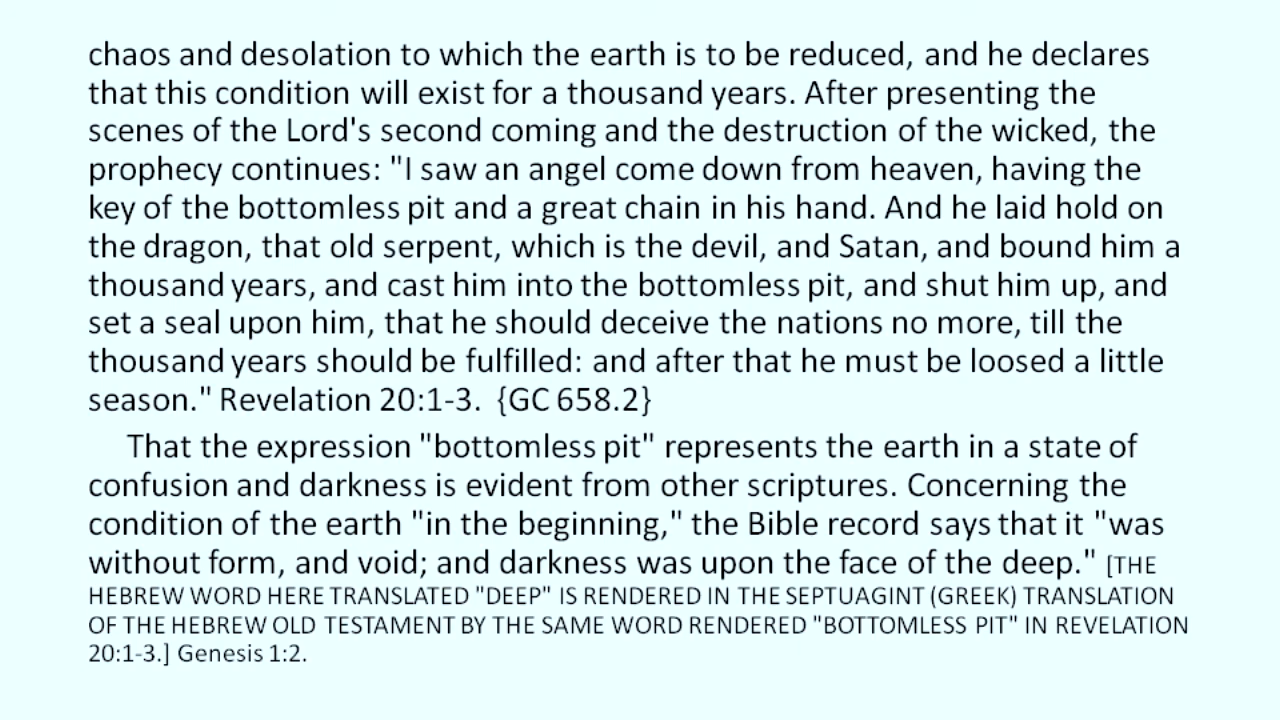 chaos and desolation to which the earth is to be reduced, and he declares
that this condition will exist for a thousand years. After presenting the
scenes of the Lord's second coming and the destruction of the wicked, the
prophecy continues: "I saw an angel come down from heaven, having the
key of the bottomless pit and a great chain in his hand. And he laid hold on
the dragon, that old serpent, which is the devil, and Satan, and bound him a
thousand years, and cast him into the bottomless pit, and shut him up, and
set a seal upon him, that he should deceive the nations no more, till the
thousand years should be fulfilled: and after that he must be loosed a little
season." Revelation 20:1-3.  {GC 658.2}
That the expression "bottomless pit" represents the earth in a state of
confusion and darkness is evident from other scriptures. Concerning the
condition of the earth "in the beginning," the Bible record says that it "was
without form, and void; and darkness was upon the face of the deep." [THE
HEBREW WORD HERE TRANSLATED "DEEP" IS RENDERED IN THE SEPTUAGINT (GREEK) TRANSLATION
OF THE HEBREW OLD TESTAMENT BY THE SAME WORD RENDERED "BOTTOMLESS PIT" IN REVELATION
20:1-3.] Genesis 1:2.